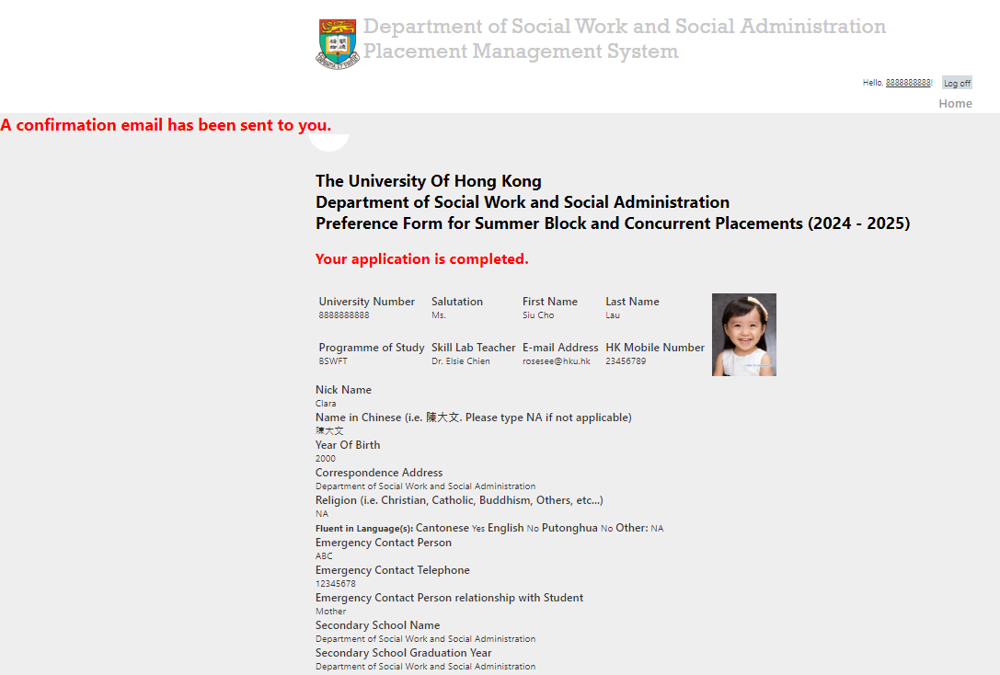 Department of Social Work and Social Administration
Placement Management System
Hello, 8888888888! Log off
Home
A confirmation email has been sent to you.
The University Of Hong Kong
Department of Social Work and Social Administration
Preference Form for Summer Block and Concurrent Placements (2024 - 2025)
Your application is completed.
University Number Salutation First Name Last Name
8888888888 Ms. Siu Cho Lau
Programme of Study Skill Lab Teacher E-mail Address HK Mobile Number
BSWFT Dr. Elsie Chien rosesee@hku.hk 23456789
Nick Name
Clara
Name in Chinese (i.e. 陳大文. Please type NA if not applicable)
陳大文
Year Of Birth
2000
Correspondence Address
Department of Social Work and Social Administration
Religion (i.e. Christian, Catholic, Buddhism, Others, etc...)
NA
Fluent in Language(s): Cantonese Yes English No Putonghua No Other: NA
Emergency Contact Person
ABC
Emergency Contact Telephone
12345678
Emergency Contact Person relationship with Student
Mother
Secondary School Name
Department of Social Work and Social Administration
Secondary School Graduation Year
Department of Social Work and Social Administration